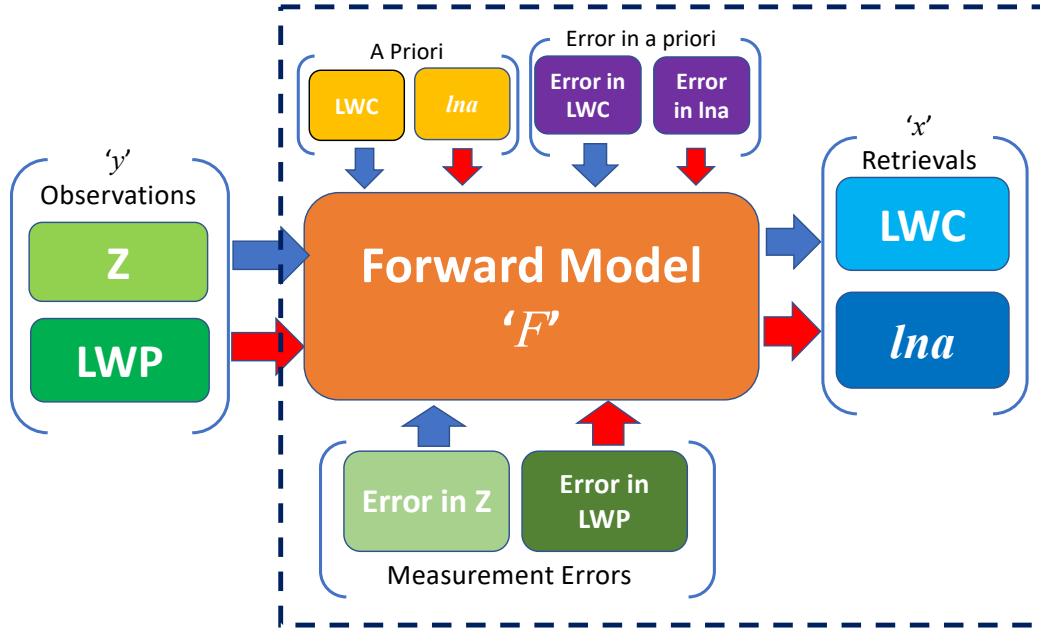 A Priori
LWC
lna
Error in a priori
Error in
LWC
Error
in lna
‘y’
Observations
Z
LWP
Forward Model
‘F’
‘x’
Retrievals
LWC
lna
Error in Z
Error in
LWP
Measurement Errors